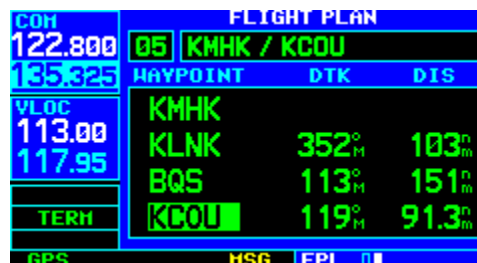 COM
122.800
135.325
VLOC
113.00
117.95
TERM
GPS
FLIGHT PLAN
05 KMHK / KCOU
WAYPOINT DTK DIS
KMHK
KLNK 352°M 103nm
BQS 113°M 151nm
KCOU 119°M 91.3nm
MSG FPL